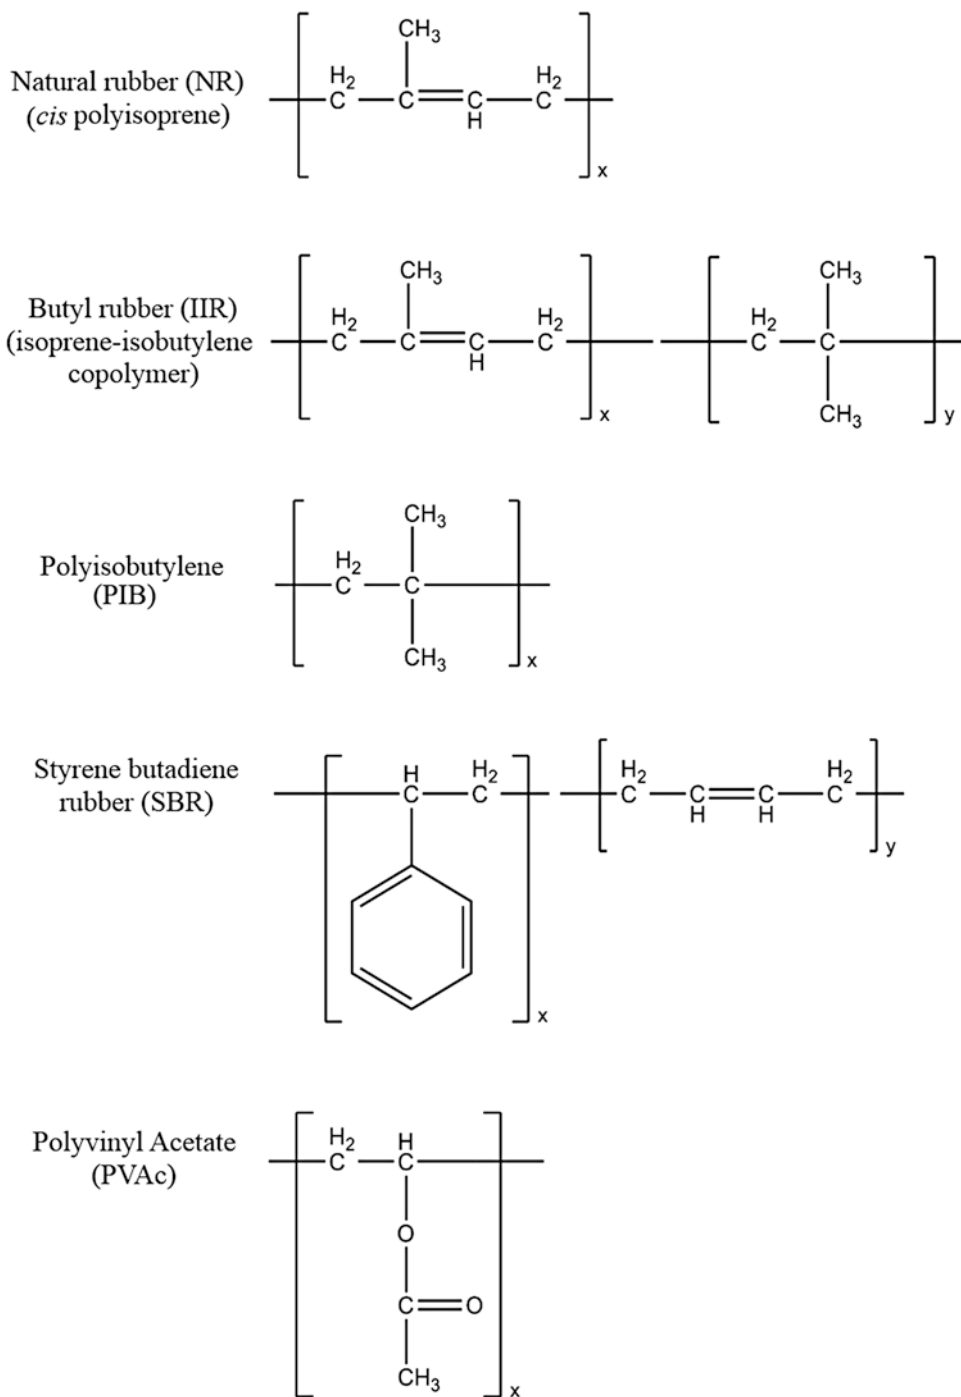 CH3
Natural rubber (NR)
(cis polyisoprene)
H2
C
C
C
H
H2
C
x
CH3
CH3
Butyl rubber (IIR)
(isoprene-isobutylene
copolymer)
H2
C
C
C
H
H2
C
H2
C
C
CH3
x
y
CH3
Polyisobutylene
(PIB)
H2
C
C
CH3
x
Styrene butadiene
rubber (SBR)
H
C
H2
C
H2
C
C
H
C
H
H2
C
y
x
Polyvinyl Acetate
(PVAc)
H2
C
H
C
O
C
O
CH3
x